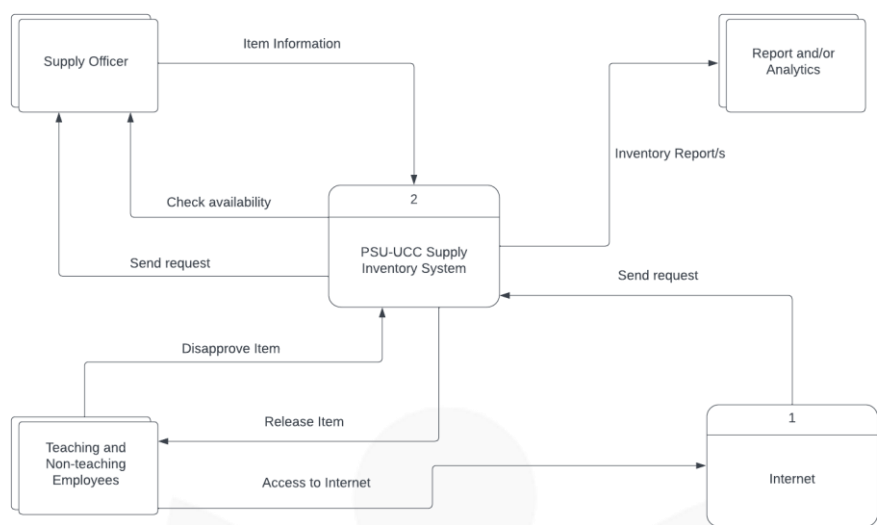 Supply Officer
Item Information
Report and/or
Analytics
Inventory Report/s
Check availability
2
PSU-UCC Supply
Inventory System
Send request
Send request
Disapprove Item
Release Item
Teaching and
Non-teaching
Employees
Access to Internet
1
Internet